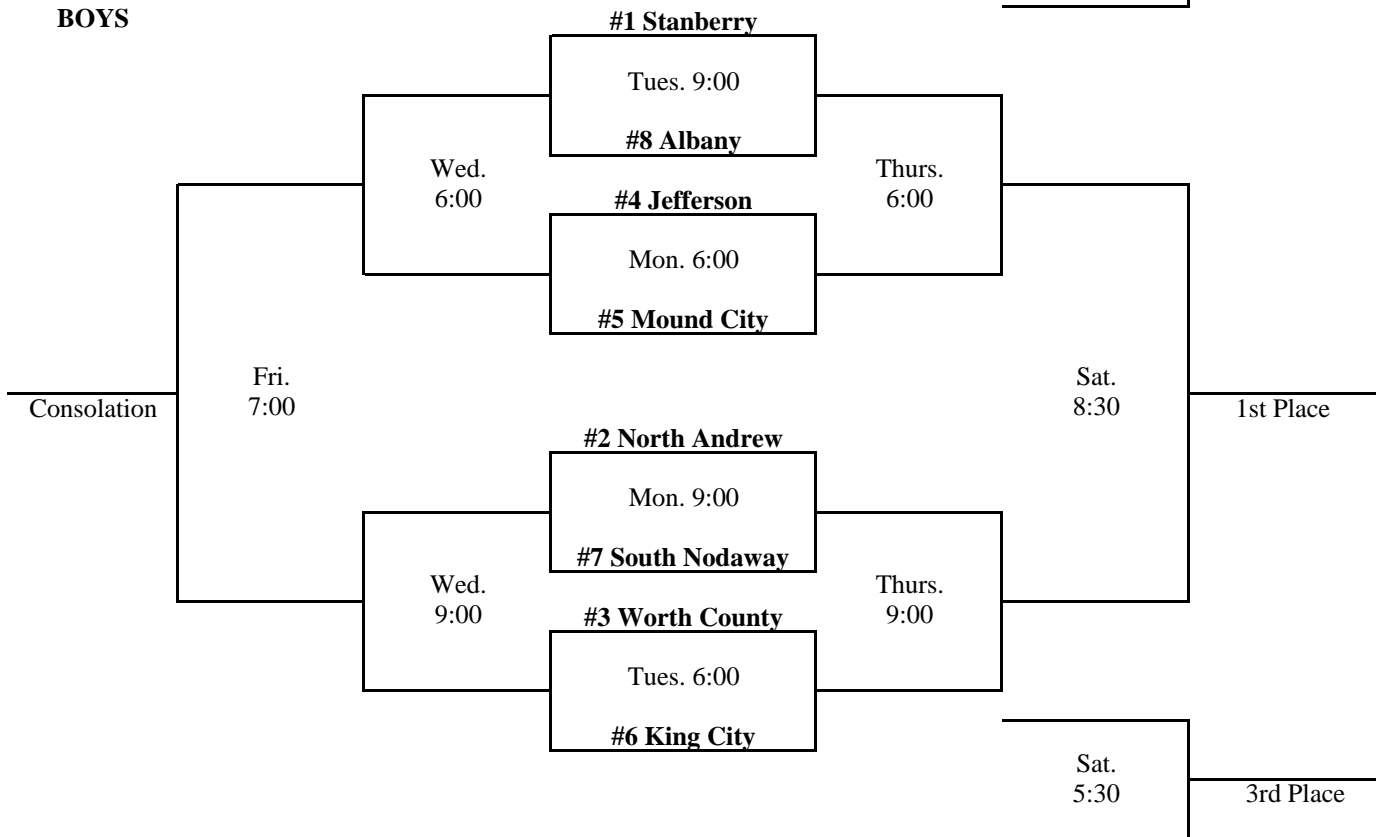 BOYS
#1 Stanberry
Tues. 9:00
#8 Albany
Wed.
6:00
Thurs.
6:00
#4 Jefferson
Mon. 6:00
#5 Mound City
Fri.
7:00
Consolation
Sat.
8:30
1st Place
#2 North Andrew
Mon. 9:00
#7 South Nodaway
Wed.
9:00
Thurs.
9:00
#3 Worth County
Tues. 6:00
#6 King City
Sat.
5:30
3rd Place